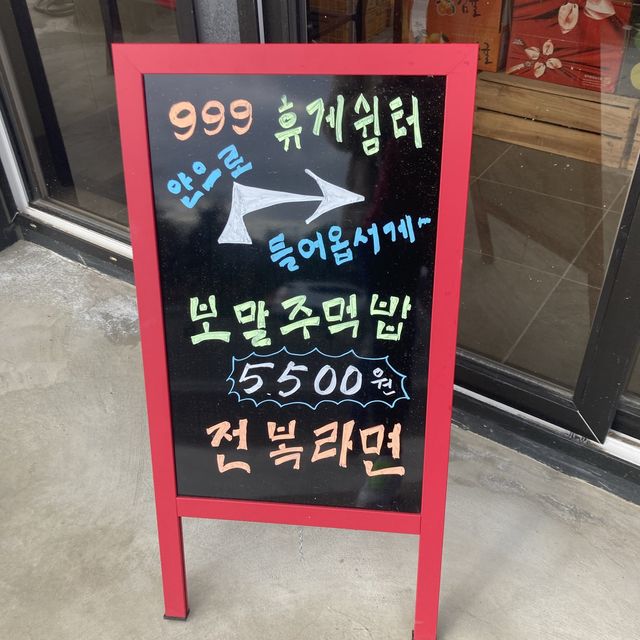 999 휴게쉼터
안으로
들어옵서게~
보말주먹밥
5.500원
전복라면